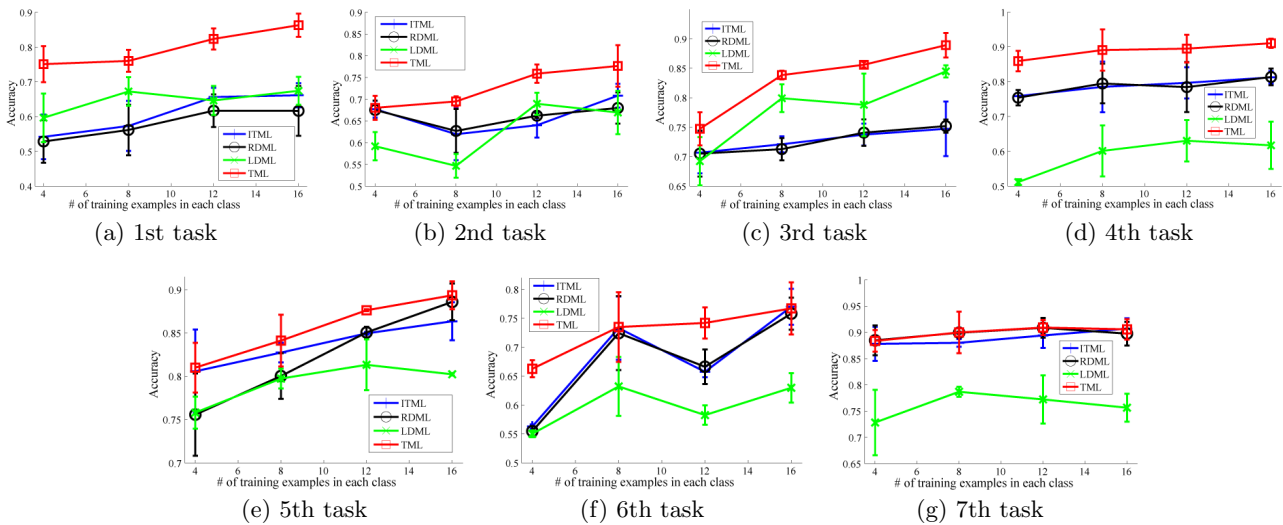 0.9
0.8
0.7
0.6
0.5
0.4
Accuracy
ITML
RDML
LDML
TML
4 6 8 10 12 14 16
# of training examples in each class
(a) 1st task
0.9
0.85
0.8
0.75
0.7
0.65
0.6
0.55
0.5
Accuracy
ITML
RDML
LDML
TML
4 6 8 10 12 14 16
# of training examples in each class
(b) 2nd task
0.9
0.85
0.8
0.75
0.7
0.65
Accuracy
ITML
RDML
LDML
TML
4 6 8 10 12 14 16
# of training examples in each class
(c) 3rd task
1
0.9
0.8
0.7
0.6
0.5
Accuracy
ITML
RDML
LDML
TML
4 6 8 10 12 14 16
# of training examples in each class
(d) 4th task
0.9
0.85
0.8
0.75
0.7
Accuracy
ITML
RDML
LDML
TML
4 6 8 10 12 14 16
# of training examples in each class
(e) 5th task
0.8
0.75
0.7
0.65
0.6
0.55
0.5
Accuracy
ITML
RDML
LDML
TML
4 6 8 10 12 14 16
# of training examples in each class
(f) 6th task
1
0.95
0.9
0.85
0.8
0.75
0.7
0.65
Accuracy
ITML
RDML
LDML
TML
4 6 8 10 12 14 16
# of training examples in each class
(g) 7th task